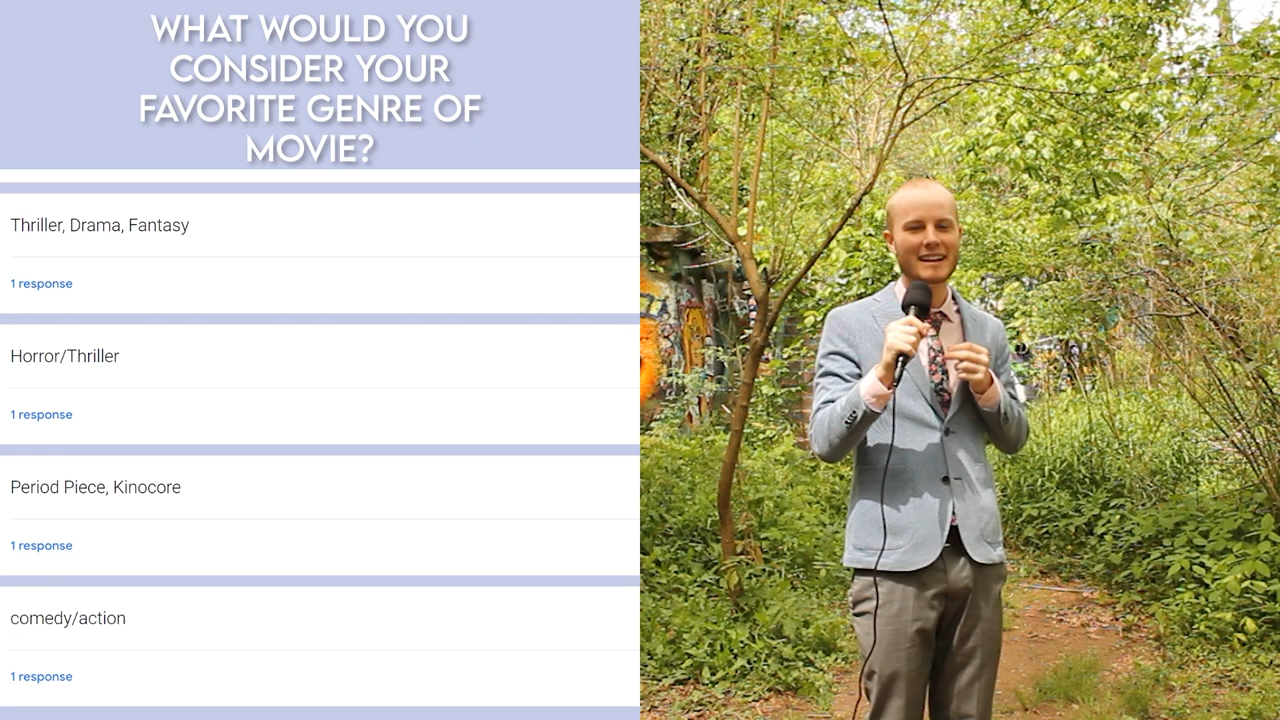 WHAT WOULD YOU
CONSIDER YOUR
FAVORITE GENRE OF
MOVIE?
Thriller, Drama, Fantasy
1 response
Horror/Thriller
1 response
Period Piece, Kinocore
1 response
comedy/action
1 response